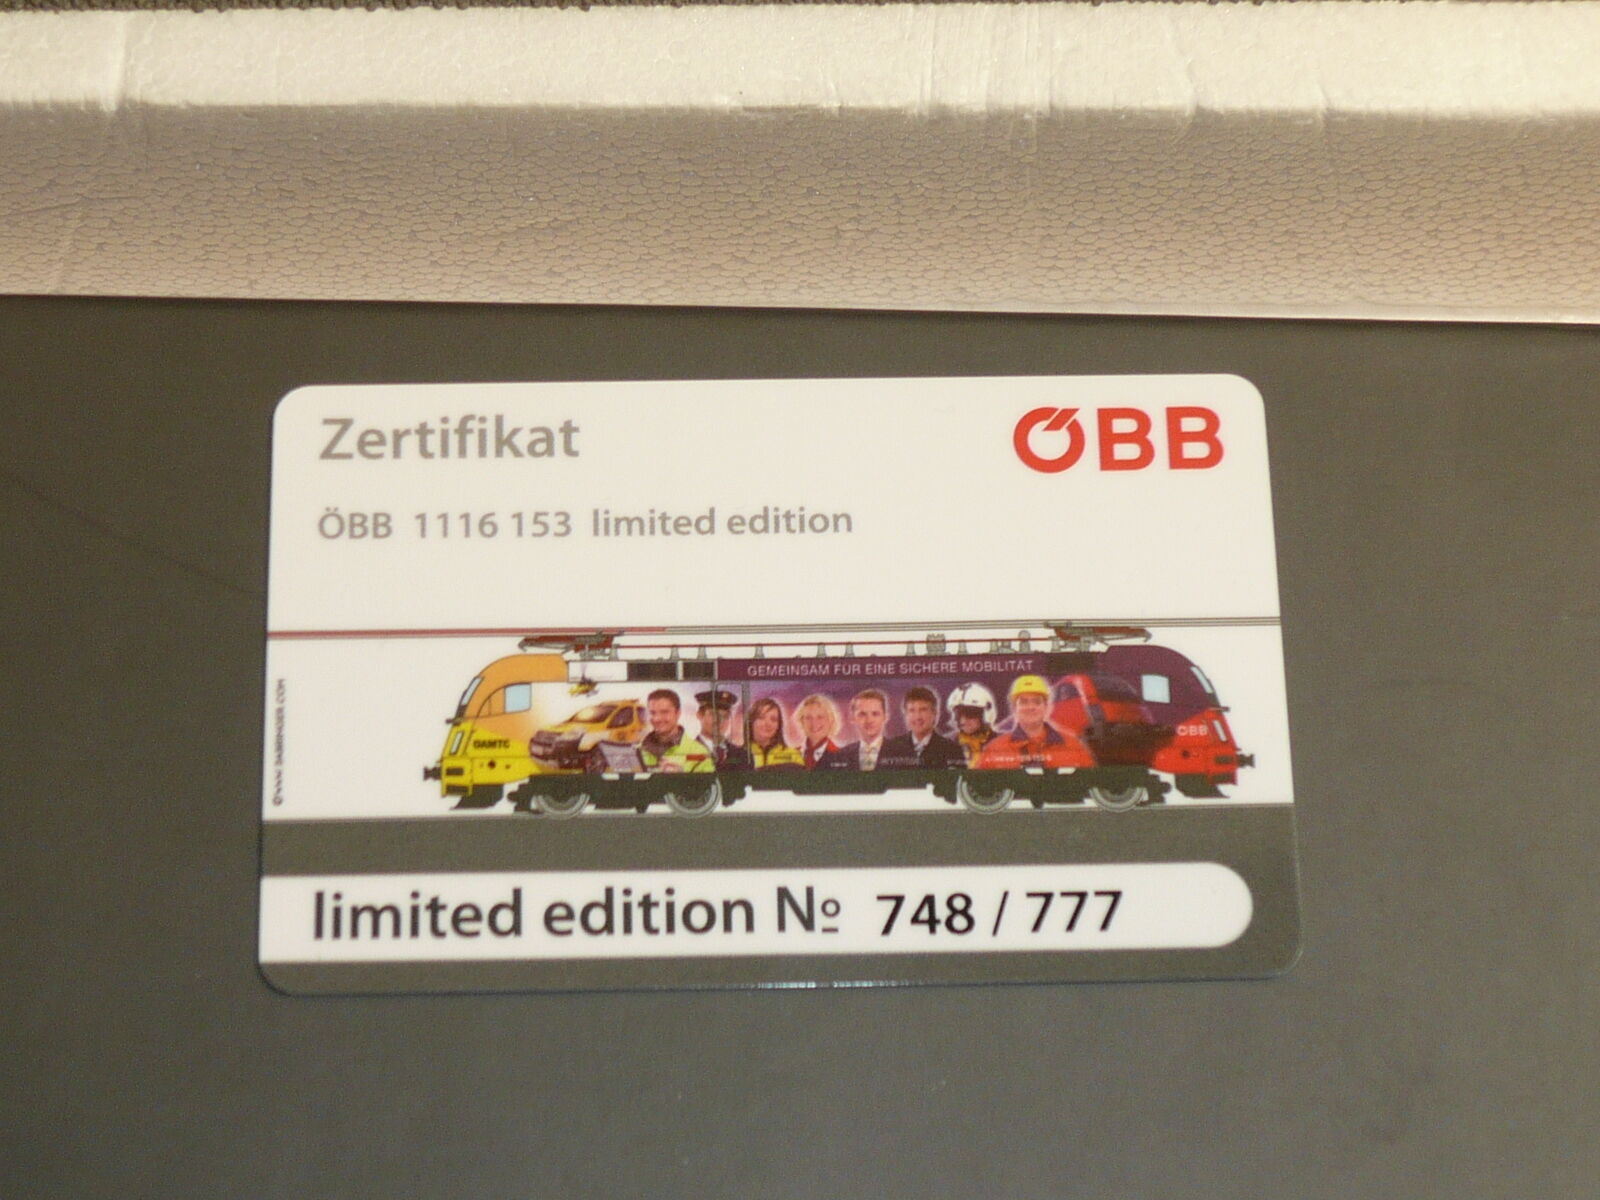 Zertifikat
ÖBB
ÖBB 1116 153 limited edition
GEMEINSAM FÜR EINE SICHERE MOBILITÄT
ÖAMTC
ÖBB
limited edition № 748 / 777